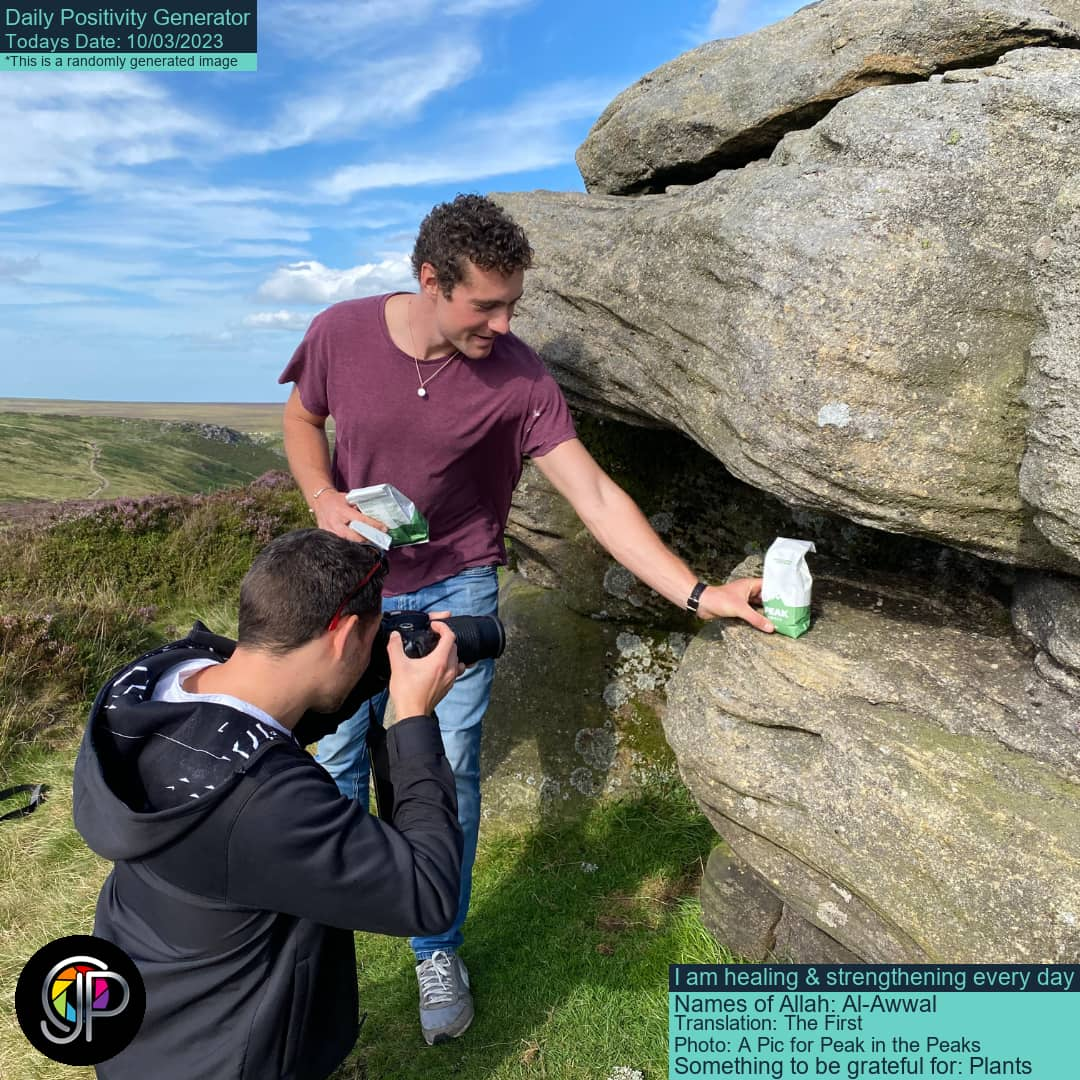 Daily Positivity Generator
Todays Date: 10/03/2023
*This is a randomly generated image
PEAK
SJP
I am healing & strengthening every day
Names of Allah: Al-Awwal
Translation: The First
Photo: A Pic for Peak in the Peaks
Something to be grateful for: Plants